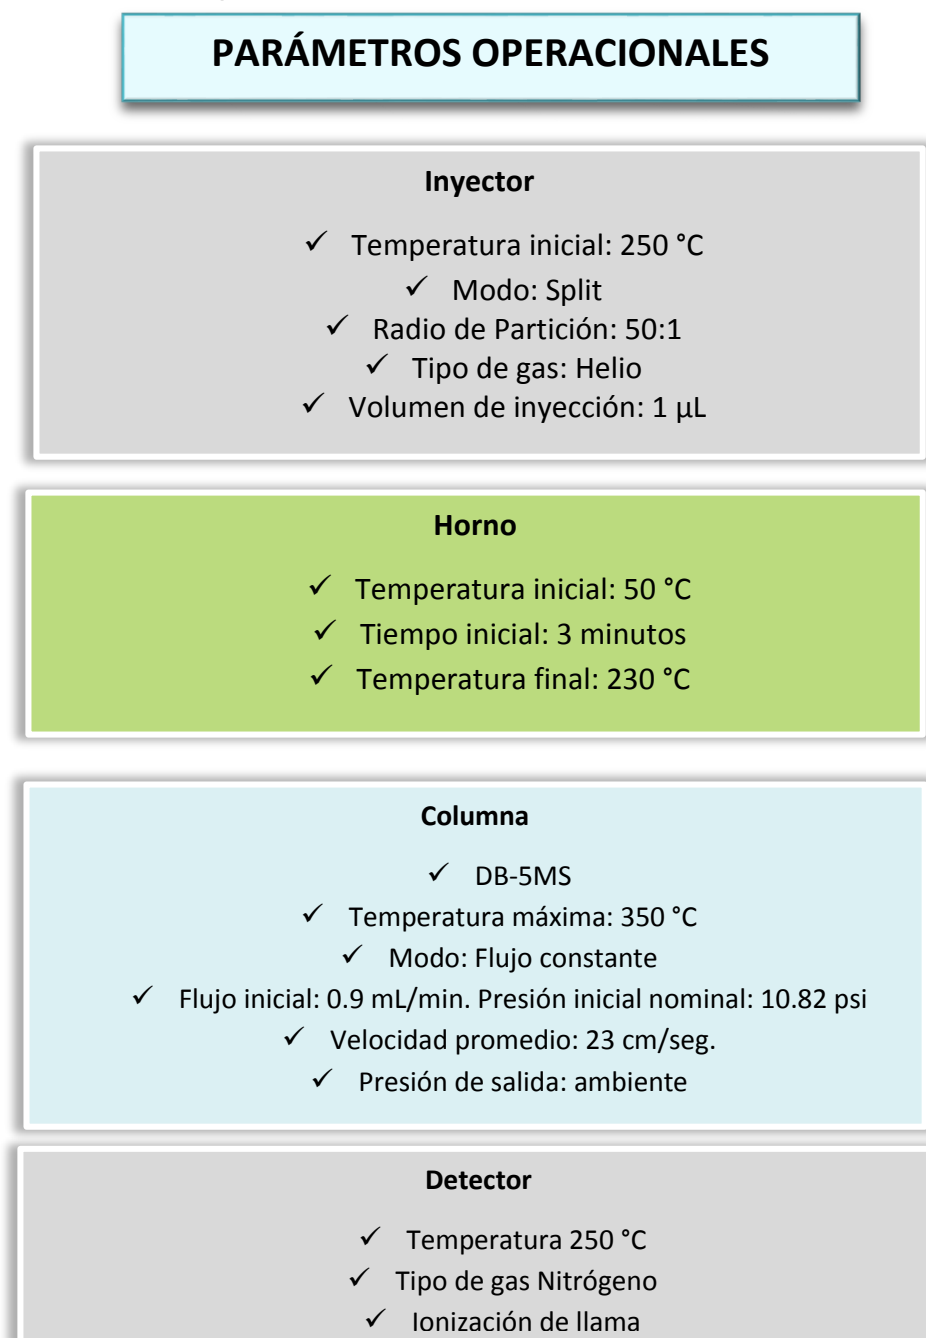 PARÁMETROS OPERACIONALES
Inyector
✓ Temperatura inicial: 250 °C
✓ Modo: Split
✓ Radio de Partición: 50:1
✓ Tipo de gas: Helio
✓ Volumen de inyección: 1 µL
Horno
✓ Temperatura inicial: 50 °C
✓ Tiempo inicial: 3 minutos
✓ Temperatura final: 230 °C
Columna
✓ DB-5MS
✓ Temperatura máxima: 350 °C
✓ Modo: Flujo constante
✓ Flujo inicial: 0.9 mL/min. Presión inicial nominal: 10.82 psi
✓ Velocidad promedio: 23 cm/seg.
✓ Presión de salida: ambiente
Detector
✓ Temperatura 250 °C
✓ Tipo de gas Nitrógeno
✓ Ionización de llama